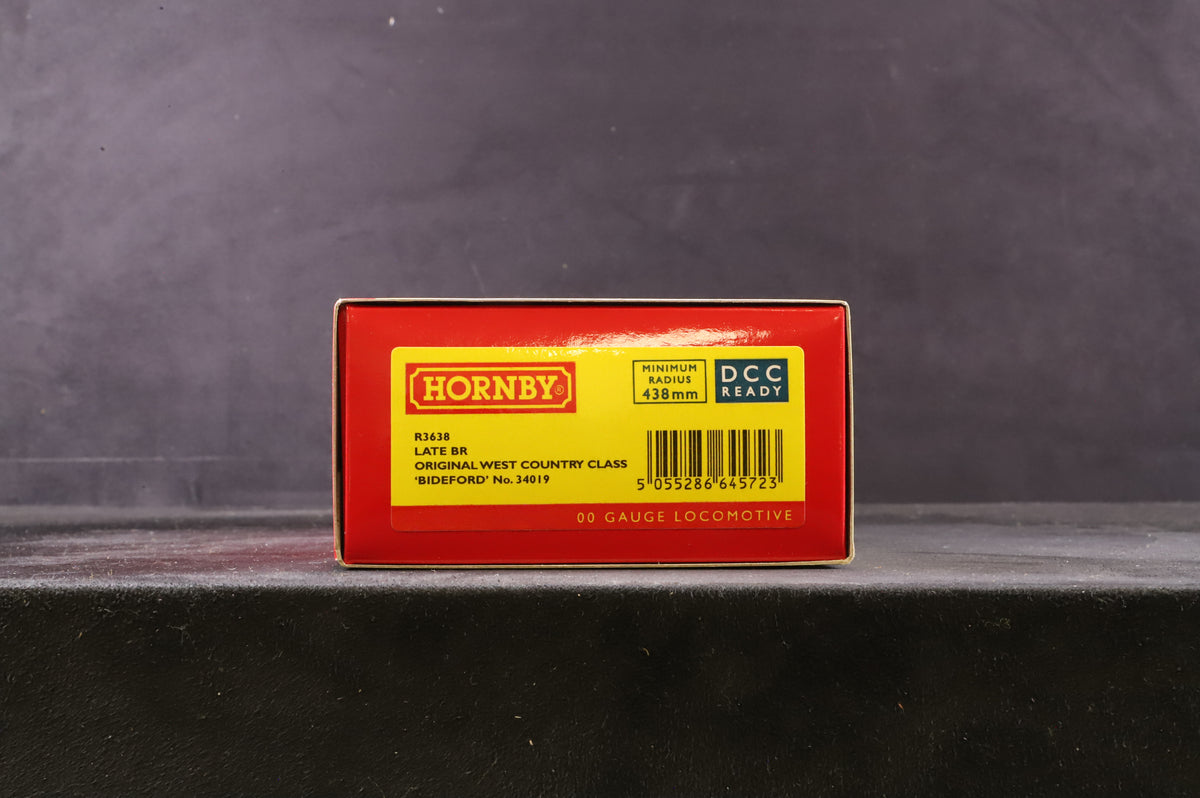 HORNBY®
MINIMUM
RADIUS
438mm
DCC
READY
R3638
LATE BR
ORIGINAL WEST COUNTRY CLASS
‘BIDEFORD’ No. 34019
5 055286 645723
00 GAUGE LOCOMOTIVE